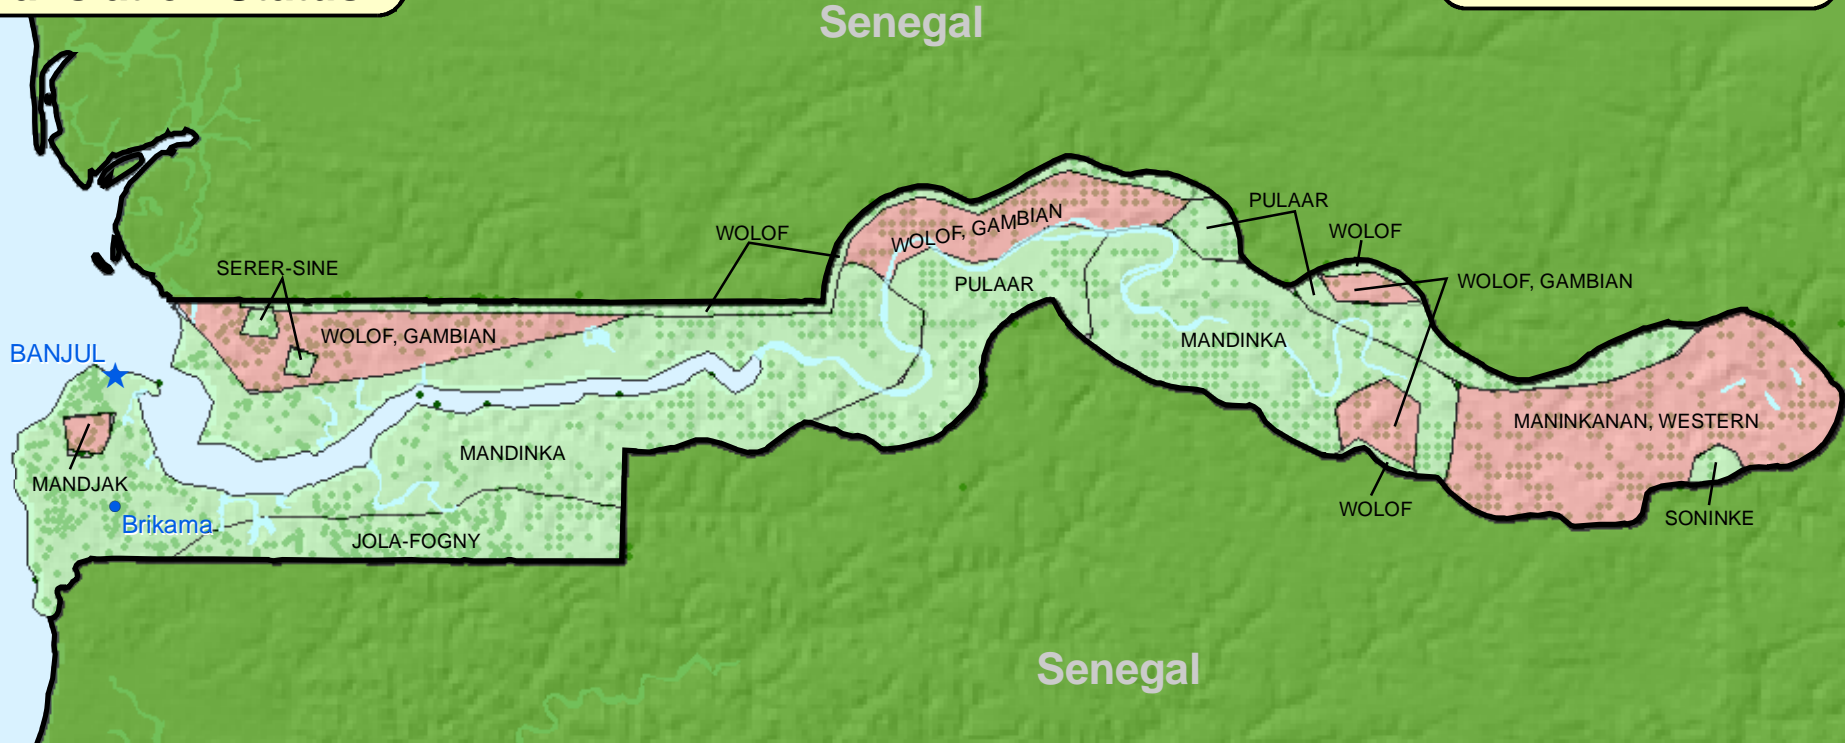 Senegal
PULAAR
WOLOF
WOLOF
WOLOF, GAMBIAN
SERER-SINE
WOLOF, GAMBIAN
PULAAR
WOLOF, GAMBIAN
MANDINKA
BANJUL
MANINKANAN, WESTERN
MANDINKA
MANDJAK
WOLOF
SONINKE
Brikama
JOLA-FOGNY
Senegal